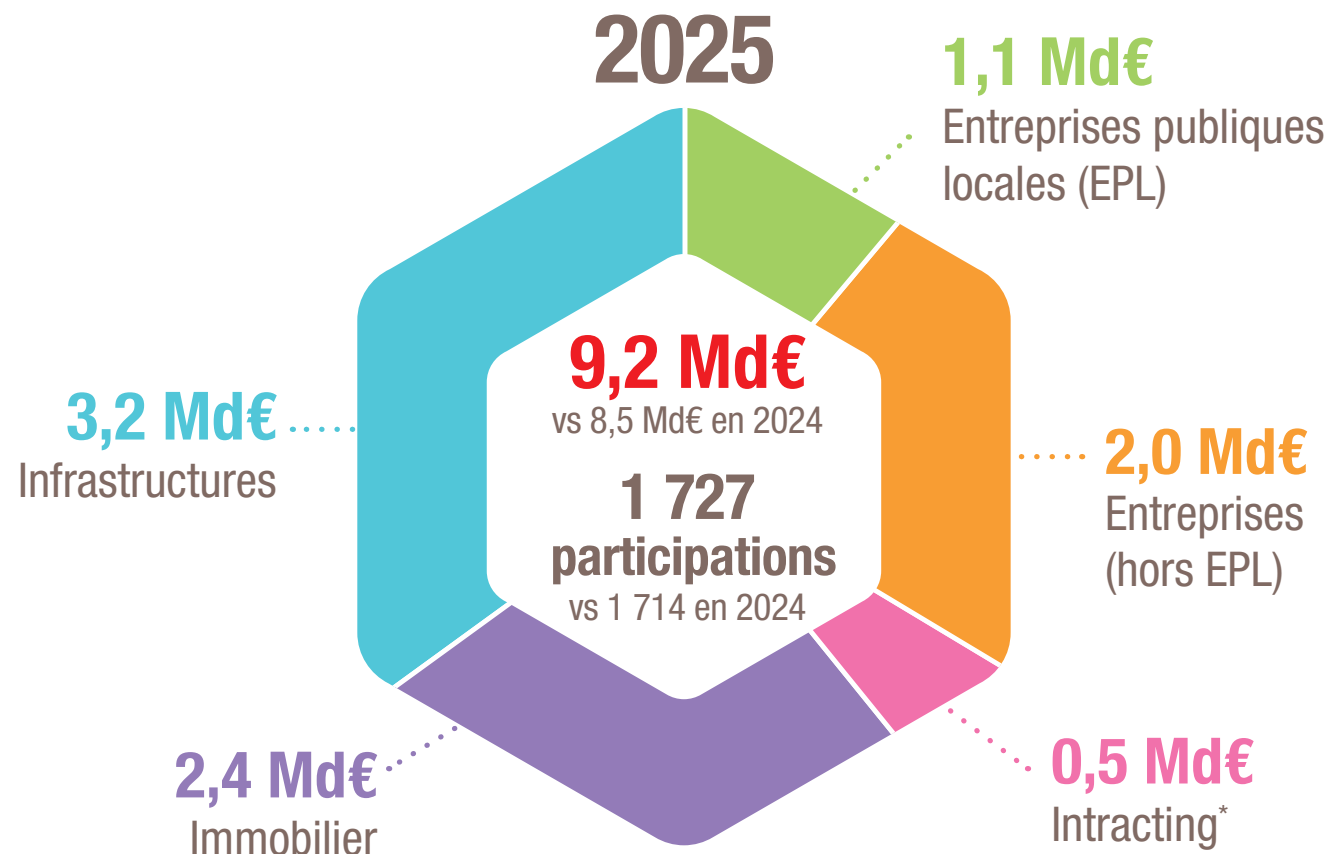 2025
1,1 Md€
Entreprises publiques
locales (EPL)
9,2 Md€
vs 8,5 Md€ en 2024
1 727
participations
vs 1 714 en 2024
3,2 Md€
Infrastructures
2,0 Md€
Entreprises
(hors EPL)
2,4 Md€
Immobilier
0,5 Md€
Intracting*